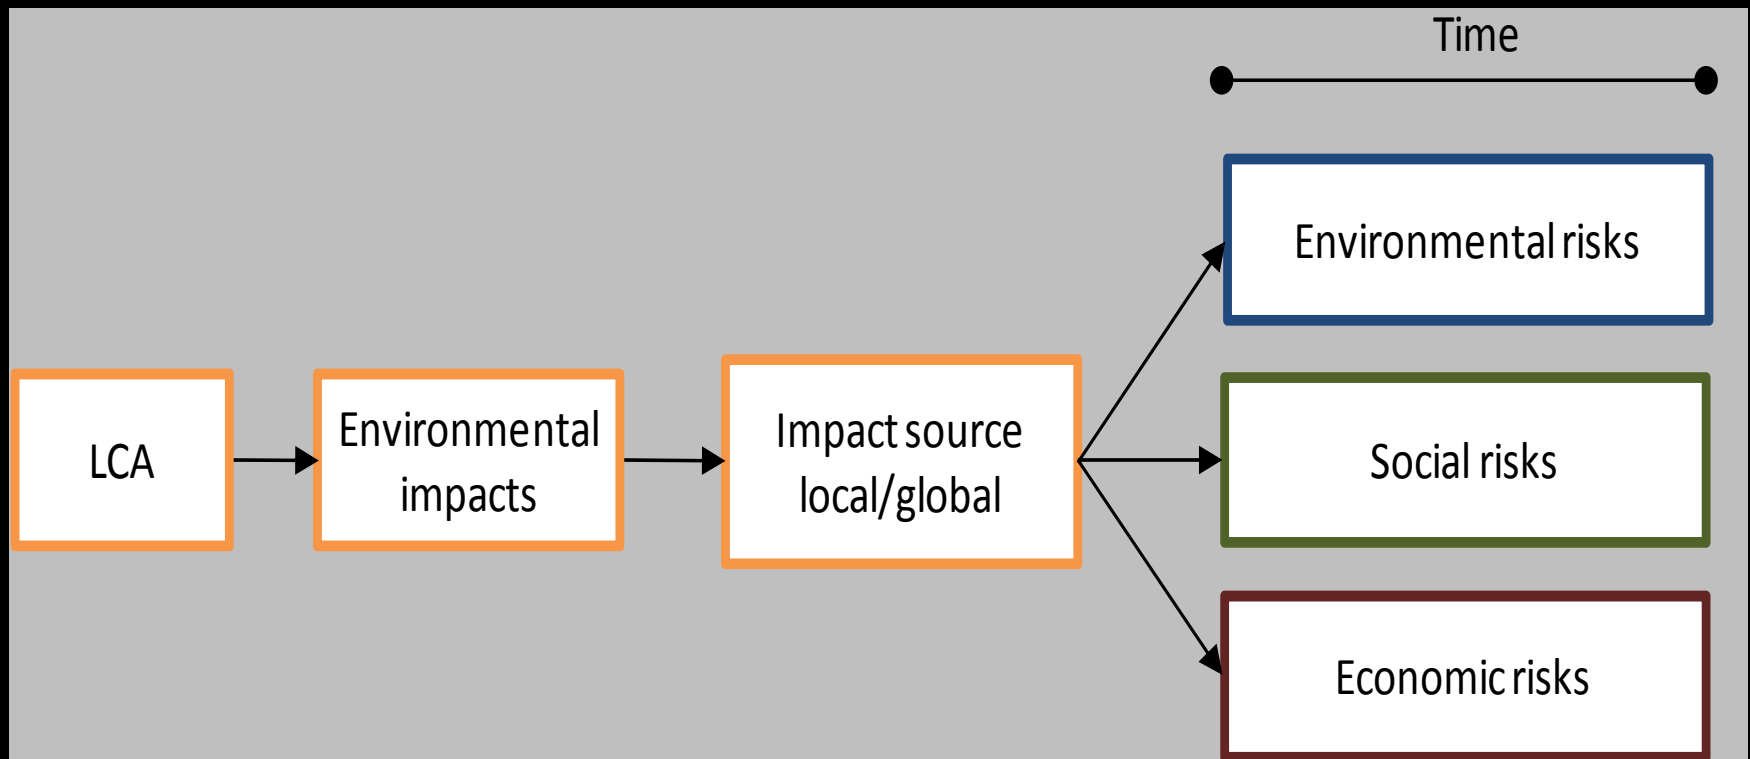 Time
Environmental risks
LCA
Environmental
impacts
Impact source
local/global
Social risks
Economic risks